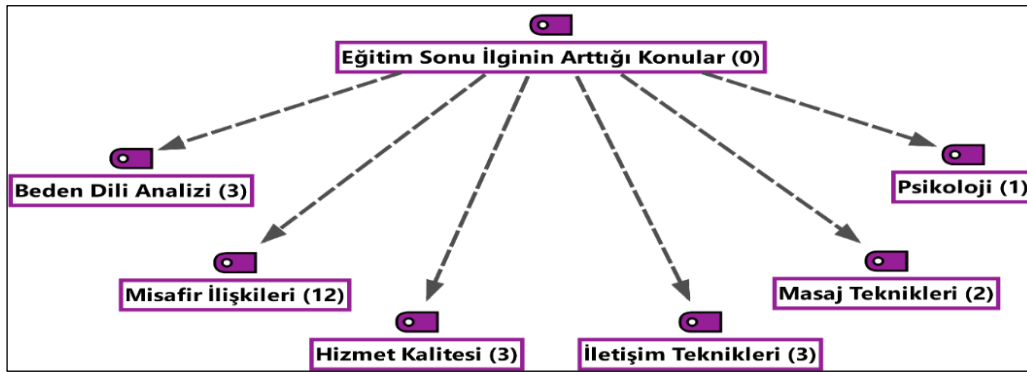 Eğitim Sonu İlginin Arttığı Konular (0)
Beden Dili Analizi (3)
Psikoloji (1)
Misafir İlişkileri (12)
Masaj Teknikleri (2)
Hizmet Kalitesi (3)
İletişim Teknikleri (3)